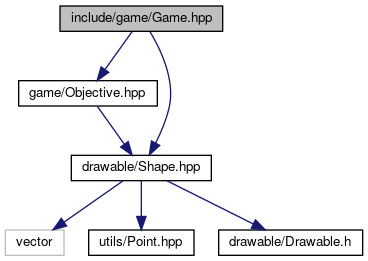 include/game/Game.hpp
game/Objective.hpp
drawable/Shape.hpp
vector
utils/Point.hpp
drawable/Drawable.h